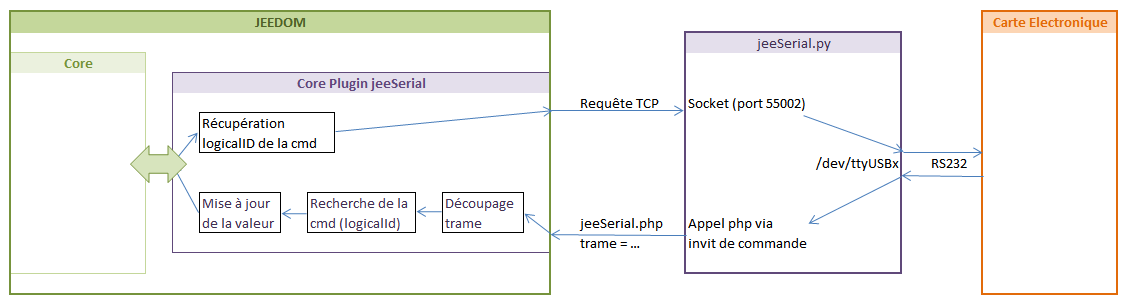 JEEDOM
Core
Core Plugin jeeSerial
Récupération
logicalID de la cmd
Mise à jour
de la valeur
Recherche de la
cmd (logicalId)
Découpage
trame
Requête TCP
jeeSerial.php
trame = ...
jeeSerial.py
Socket (port 55002)
/dev/ttyUSBx
Appel php via
invit de commande
RS232
Carte Electronique